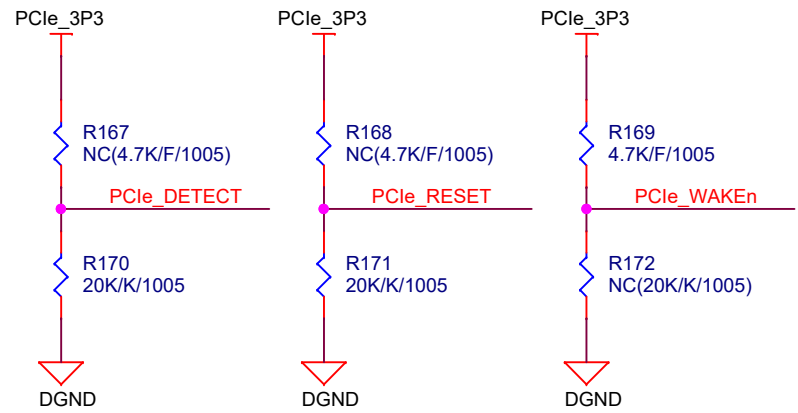 PCIe_3P3
PCIe_3P3
PCIe_3P3
R167
NC(4.7K/F/1005)
R168
NC(4.7K/F/1005)
R169
4.7K/F/1005
PCIe_DETECT
PCIe_RESET
PCIe_WAKEn
R170
20K/K/1005
R171
20K/K/1005
R172
NC(20K/K/1005)
DGND
DGND
DGND